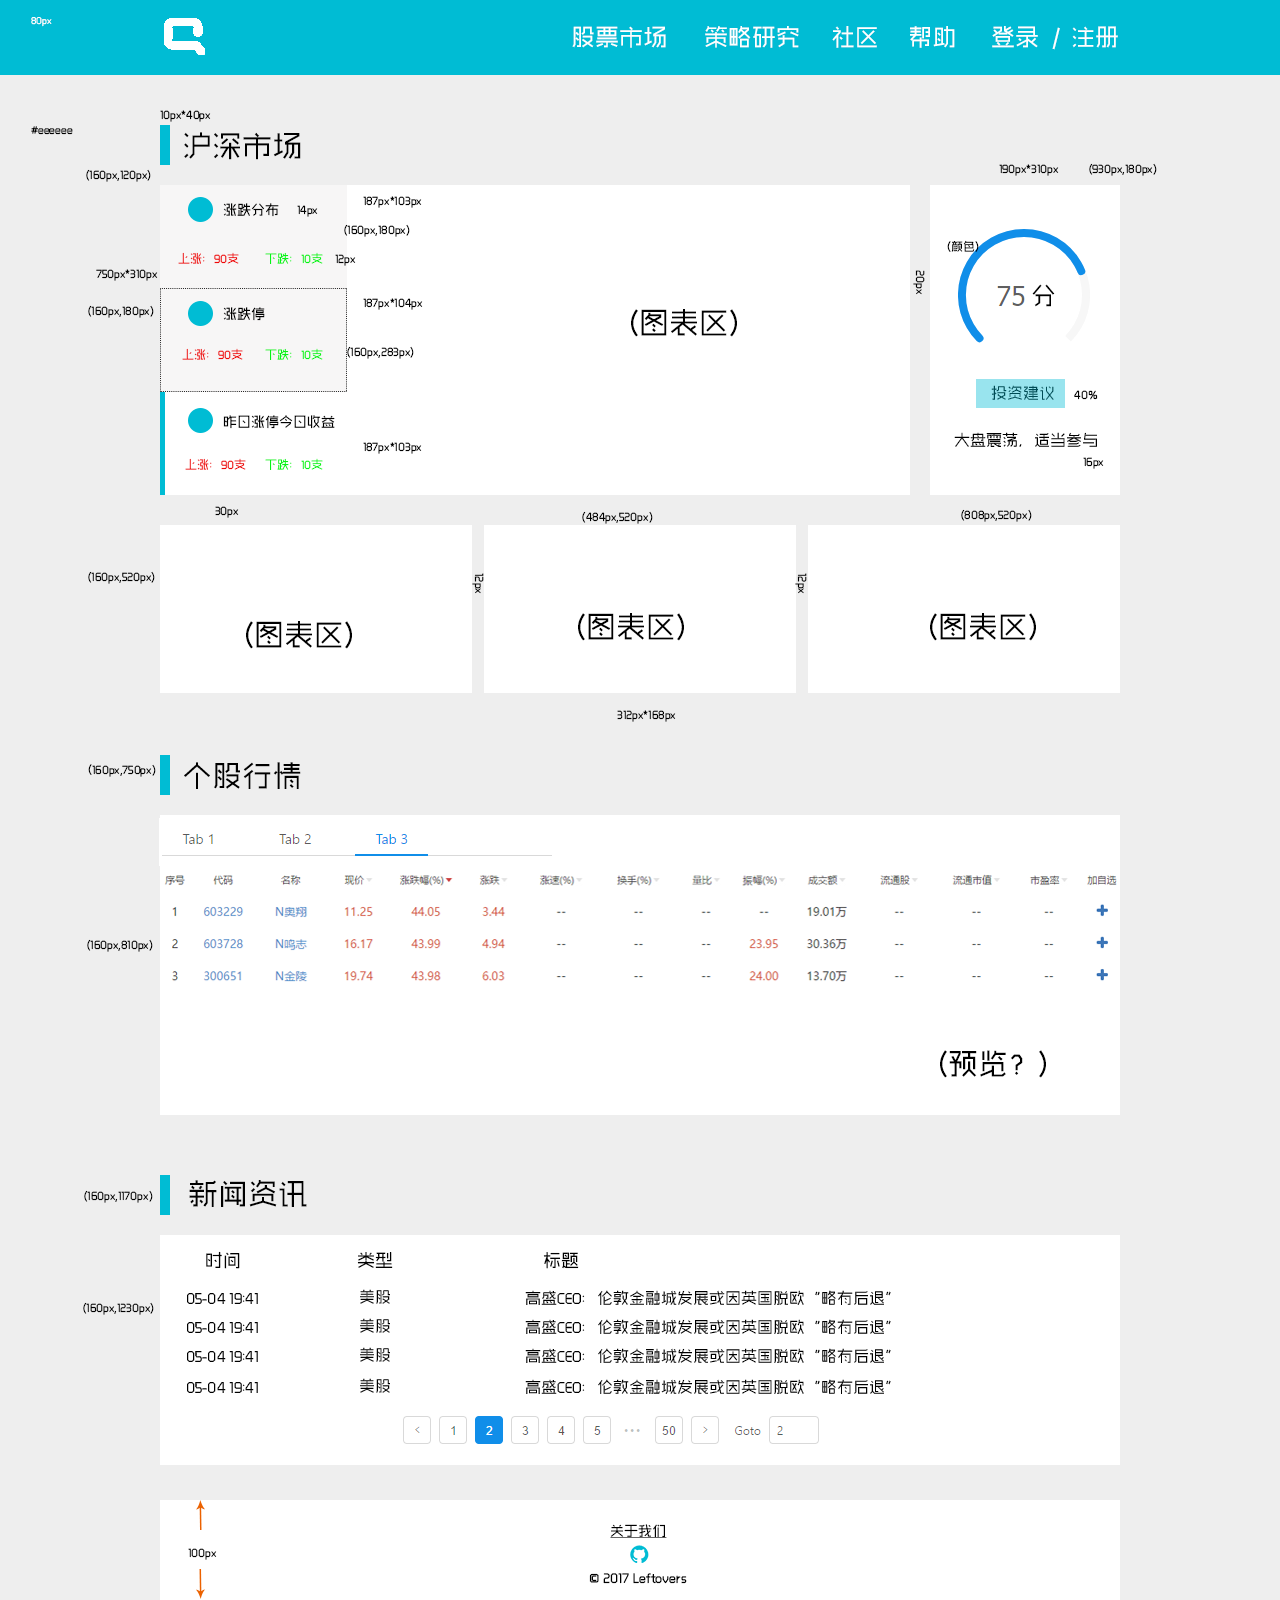 80px
股票市场 策略研究 社区 帮助 登录 / 注册
10px*40px
#eeeeee
沪深市场
(160px,120px)
190px*310px (930px,180px)
涨跌分布 14px
187px*103px
(160px,180px)
上涨: 90支 下跌: 10支 12px
750px*310px
(160px,180px)
涨跌停
187px*104px
上涨: 90支 下跌: 10支
(160px,283px)
昨日涨停今日收益
187px*103px
上涨: 90支 下跌: 10支
(图表区)
20px
(颜色)
75 分
投资建议 40%
大盘震荡, 适当参与
16px
30px
(484px,520px)
(808px,520px)
(160px,520px)
12px
12px
(图表区)
(图表区)
(图表区)
312px*168px
(160px,750px)
个股行情
Tab 1 Tab 2 Tab 3
序号 代码 名称 现价 涨跌幅(%) 涨跌 涨速(%) 换手(%) 量比 振幅(%) 成交额 流通股 流通市值 市盈率 加自选
1 603229 N奥翔 11.25 44.05 3.44 -- -- -- -- 19.01万 -- -- --
2 603728 N鸣志 16.17 43.99 4.94 -- -- -- 23.95 30.36万 -- -- --
3 300651 N金陵 19.74 43.98 6.03 -- -- -- 24.00 13.70万 -- -- --
(160px,810px)
(预览? )
(160px,1170px)
新闻资讯
时间 类型 标题
05-04 19:41 美股 高盛CEO: 伦敦金融城发展或因英国脱欧“略有后退”
(160px,1230px)
05-04 19:41 美股 高盛CEO: 伦敦金融城发展或因英国脱欧“略有后退”
05-04 19:41 美股 高盛CEO: 伦敦金融城发展或因英国脱欧“略有后退”
05-04 19:41 美股 高盛CEO: 伦敦金融城发展或因英国脱欧“略有后退”
< 1 2 3 4 5 ••• 50 > Goto 2
关于我们
100px
© 2017 Leftovers